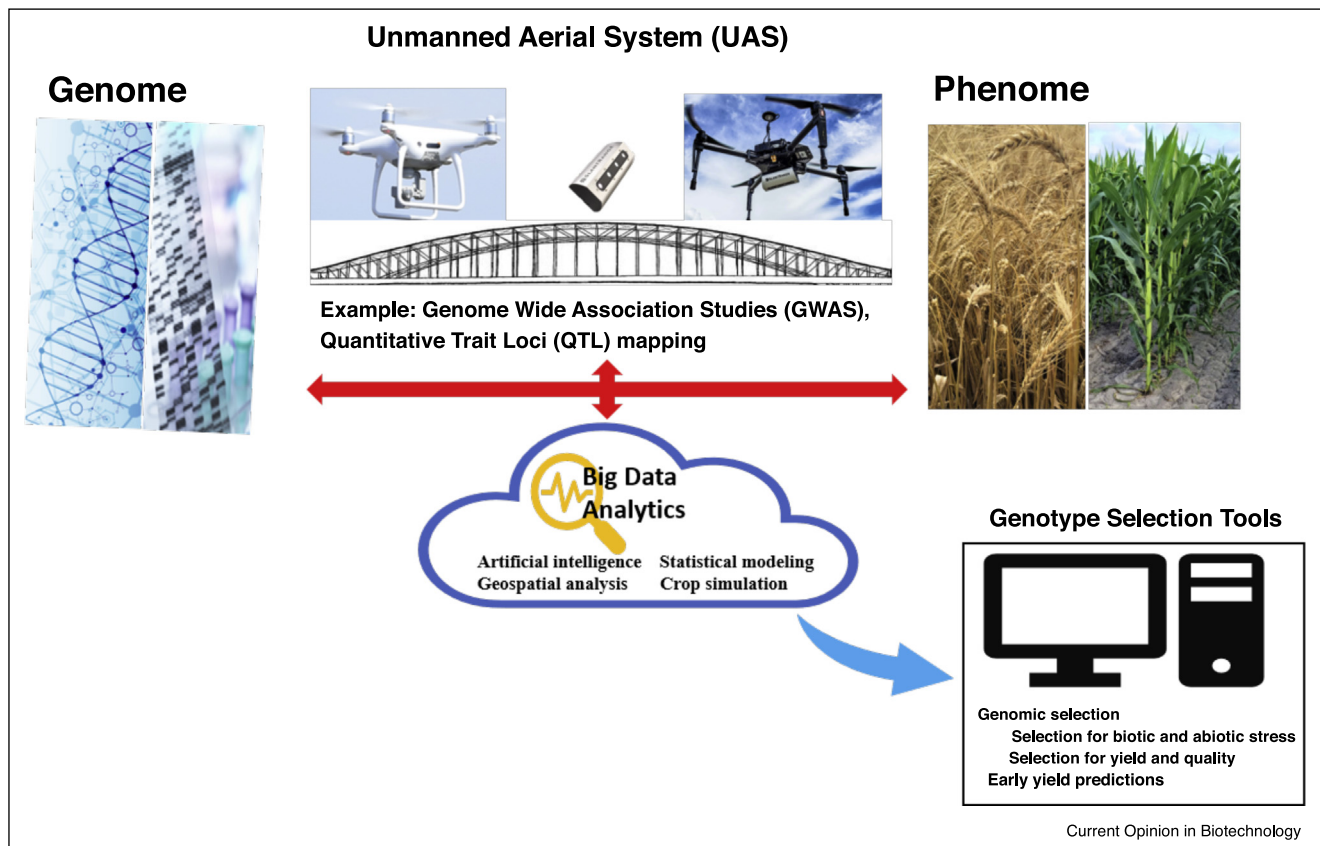 Unmanned Aerial System (UAS)
Genome
Phenome
Example: Genome Wide Association Studies (GWAS),
Quantitative Trait Loci (QTL) mapping
Big Data
Analytics
Artificial intelligence Statistical modeling
Geospatial analysis Crop simulation
Genotype Selection Tools
Genomic selection
Selection for biotic and abiotic stress
Selection for yield and quality
Early yield predictions
Current Opinion in Biotechnology